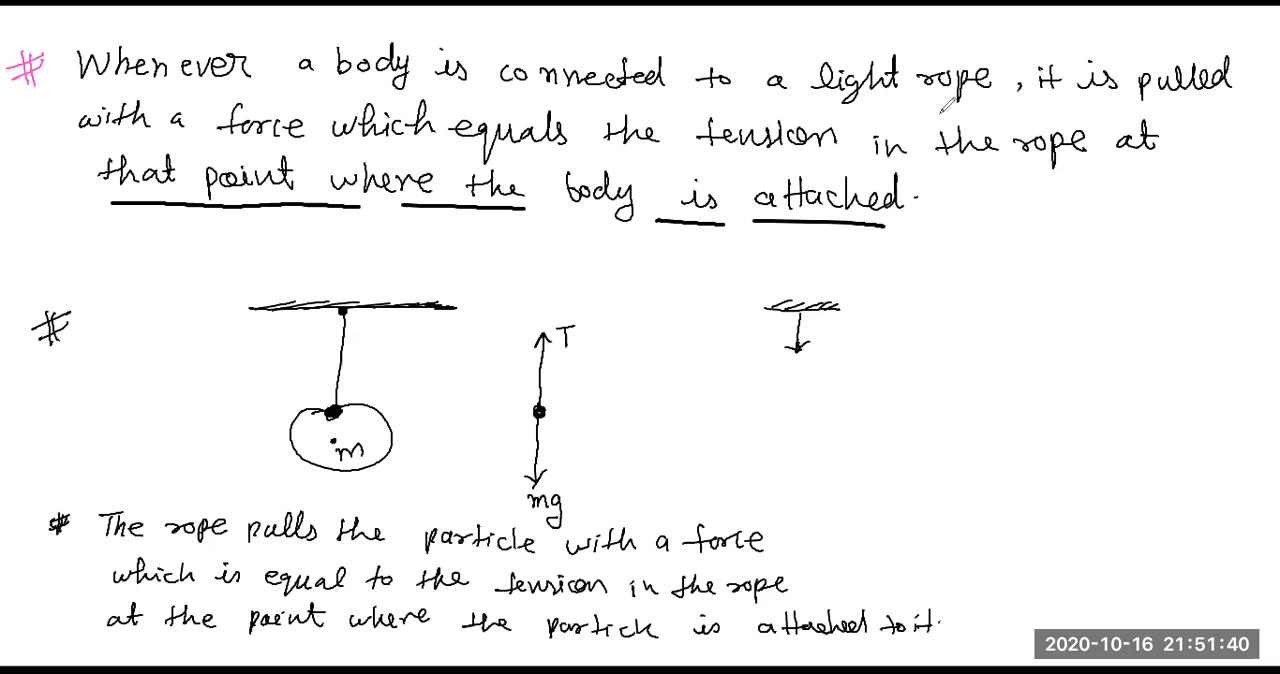 # Whenever a body is connected to a light rope, it is pulled
with a force which equals the tension in the rope at
that point where the body is attached.
#
T
m
mg
* The rope pulls the particle with a force
which is equal to the tension in the rope
at the point where the particle is attached to it.
2020-10-16 21:51:40